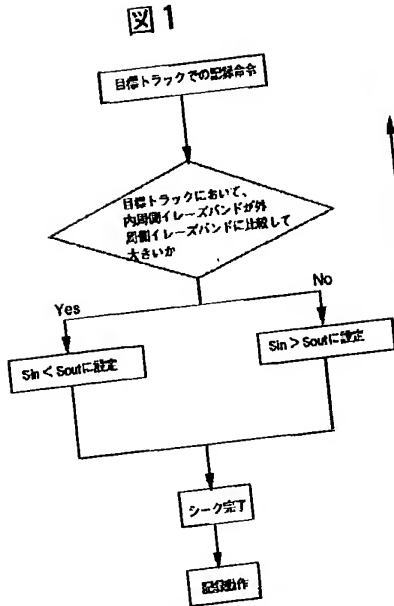 図1
目標トラックでの記録命令
目標トラックにおいて、
内周側イレーズバンドが外
周側イレーズバンドに比較して
大きいか
Yes
No
Sin＜Soutに設定
Sin＞Soutに設定
シーク完了
記録動作